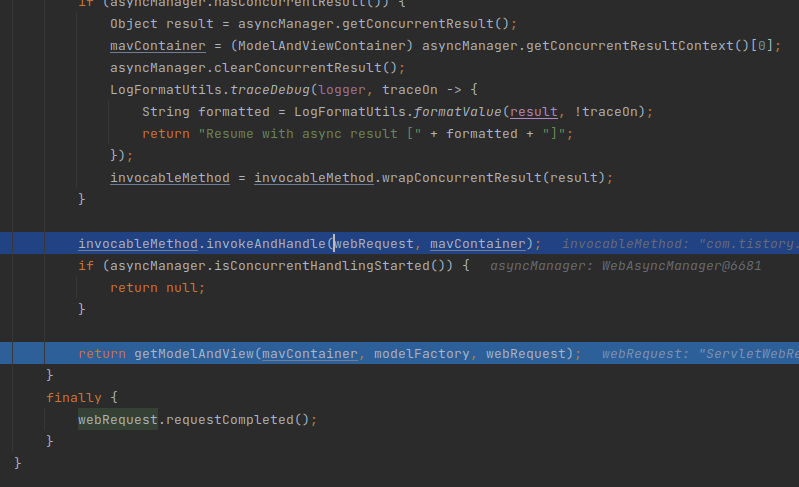 if (asyncManager.hasConcurrentResult()) {
Object result = asyncManager.getConcurrentResult();
mavContainer = (ModelAndViewContainer) asyncManager.getConcurrentResultContext()[0];
asyncManager.clearConcurrentResult();
LogFormatUtils.traceDebug(logger, traceOn -> {
String formatted = LogFormatUtils.formatValue(result, !traceOn);
return "Resume with async result [" + formatted + "]";
});
invocableMethod = invocableMethod.wrapConcurrentResult(result);
}
invocableMethod.invokeAndHandle(webRequest, mavContainer); invocableMethod: "com.tistory.
if (asyncManager.isConcurrentHandlingStarted()) { asyncManager: WebAsyncManager@6681
return null;
}
return getModelAndView(mavContainer, modelFactory, webRequest); webRequest: "ServletWebRe
}
finally {
webRequest.requestCompleted();
}
}